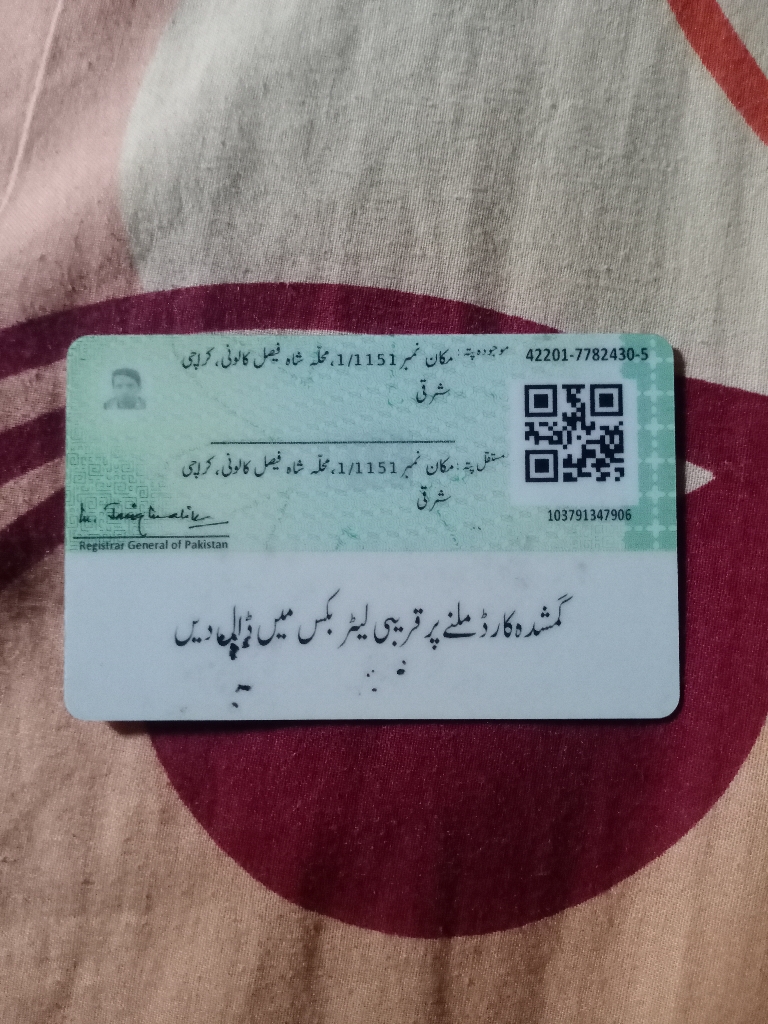 موجودہ پتہ: مکان نمبر 1/1151، محلّہ شاہ فیصل کالونی، کراچی
شرقی
42201-7782430-5
مستقل پتہ: مکان نمبر 1/1151، محلّہ شاہ فیصل کالونی، کراچی
شرقی
103791347906
Registrar General of Pakistan
گمشدہ کارڈ ملنے پر قریبی لیٹر بکس میں ڈال دیں